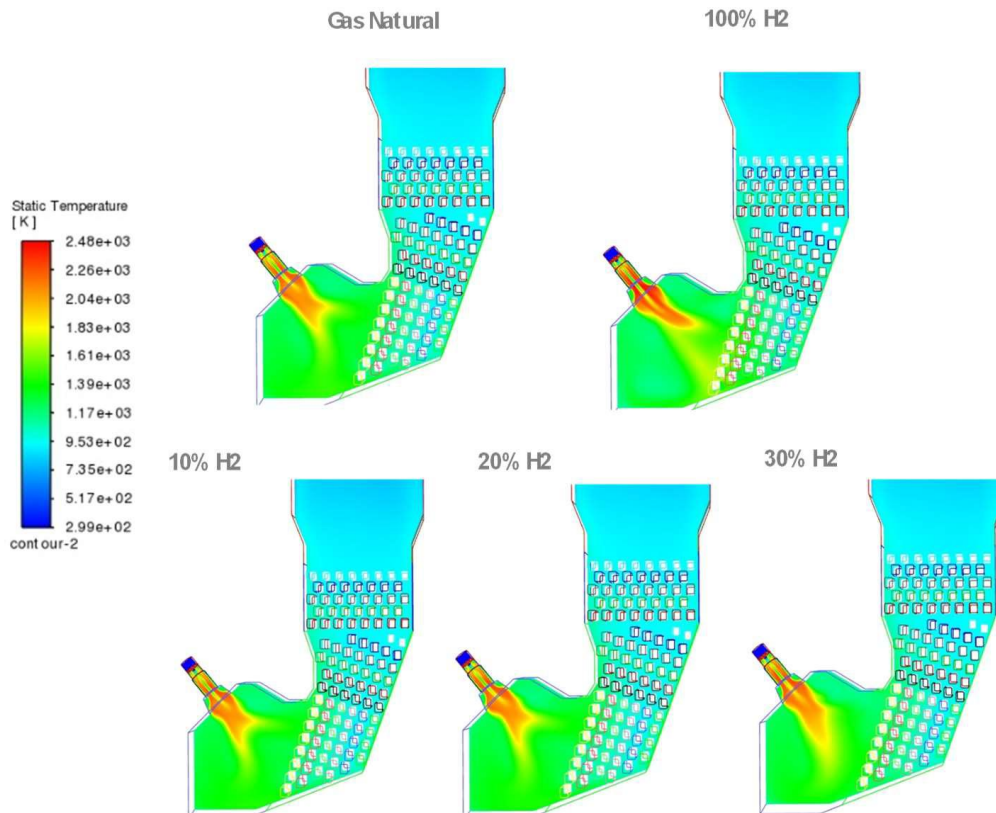 Gas Natural
100% H2
Static Temperature
[ K ]
2.48e+03
2.26e+03
2.04e+03
1.83e+03
1.61e+03
1.39e+03
1.17e+03
9.53e+02
7.35e+02
5.17e+02
2.99e+02
contour-2
10% H2
20% H2
30% H2